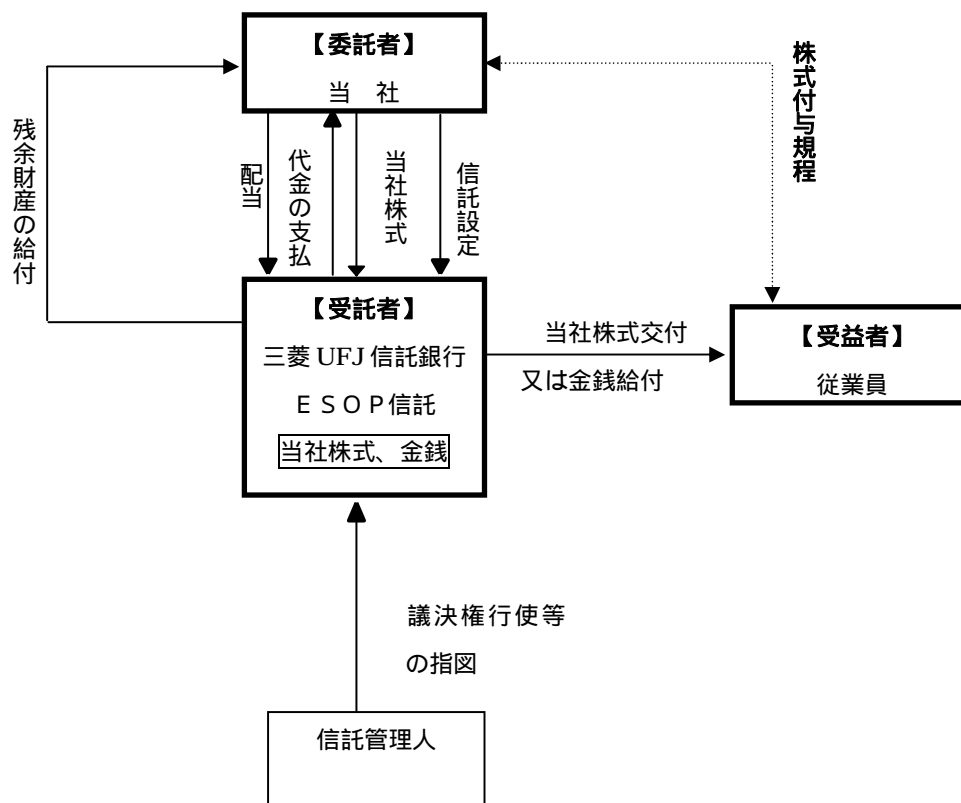 【委託者】
当　社
株式付与規程
残余財産の給付
配当
代金の支払
当社株式
信託設定
【受託者】
三菱 UFJ 信託銀行
ＥＳＯＰ信託
当社株式、金銭
当社株式交付
又は金銭給付
【受益者】
従業員
議決権行使等
の指図
信託管理人